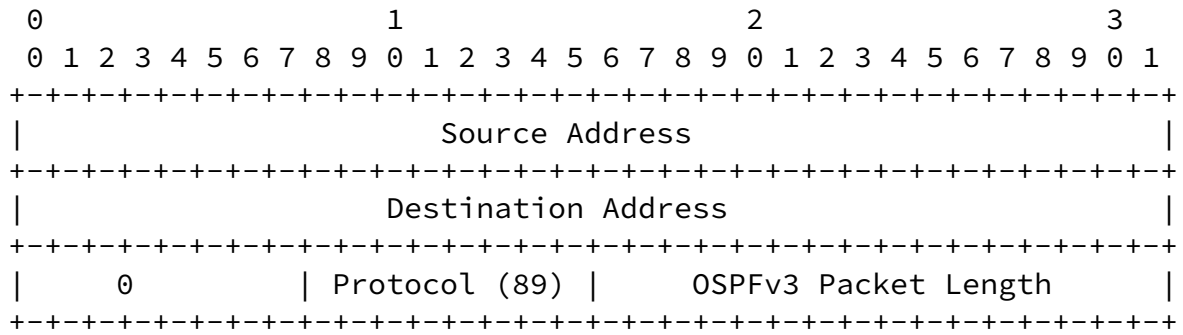 0                   1                   2                   3
 0 1 2 3 4 5 6 7 8 9 0 1 2 3 4 5 6 7 8 9 0 1 2 3 4 5 6 7 8 9 0 1
+-+-+-+-+-+-+-+-+-+-+-+-+-+-+-+-+-+-+-+-+-+-+-+-+-+-+-+-+-+-+-+-+
|                       Source Address                          |
+-+-+-+-+-+-+-+-+-+-+-+-+-+-+-+-+-+-+-+-+-+-+-+-+-+-+-+-+-+-+-+-+
|                    Destination Address                        |
+-+-+-+-+-+-+-+-+-+-+-+-+-+-+-+-+-+-+-+-+-+-+-+-+-+-+-+-+-+-+-+-+
|     0         | Protocol (89) |     OSPFv3 Packet Length      |
+-+-+-+-+-+-+-+-+-+-+-+-+-+-+-+-+-+-+-+-+-+-+-+-+-+-+-+-+-+-+-+-+